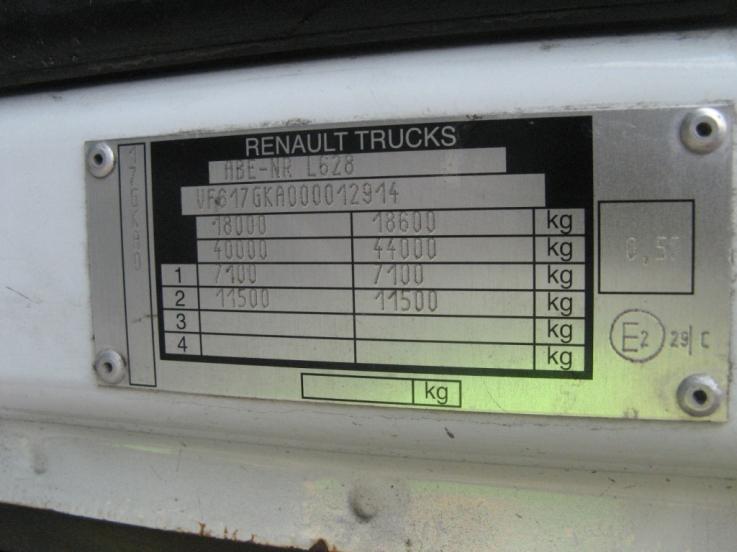 RENAULT TRUCKS
ABE-NR L628
VF617GKA000012914
18000 18600 kg
40000 44000 kg
1 7100 7100 kg
2 11500 11500 kg
3 kg
4 kg
kg
E2 29 C